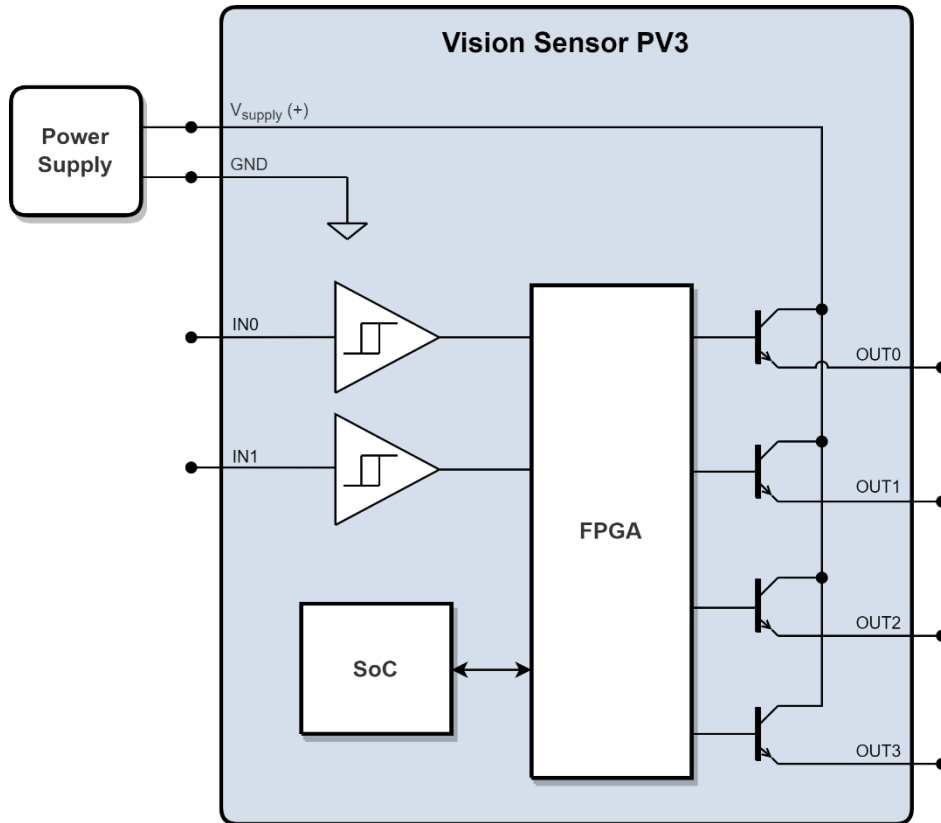 Vision Sensor PV3
Power
Supply
Vsupply (+)
GND
IN0
OUT0
IN1
OUT1
FPGA
OUT2
SoC
OUT3